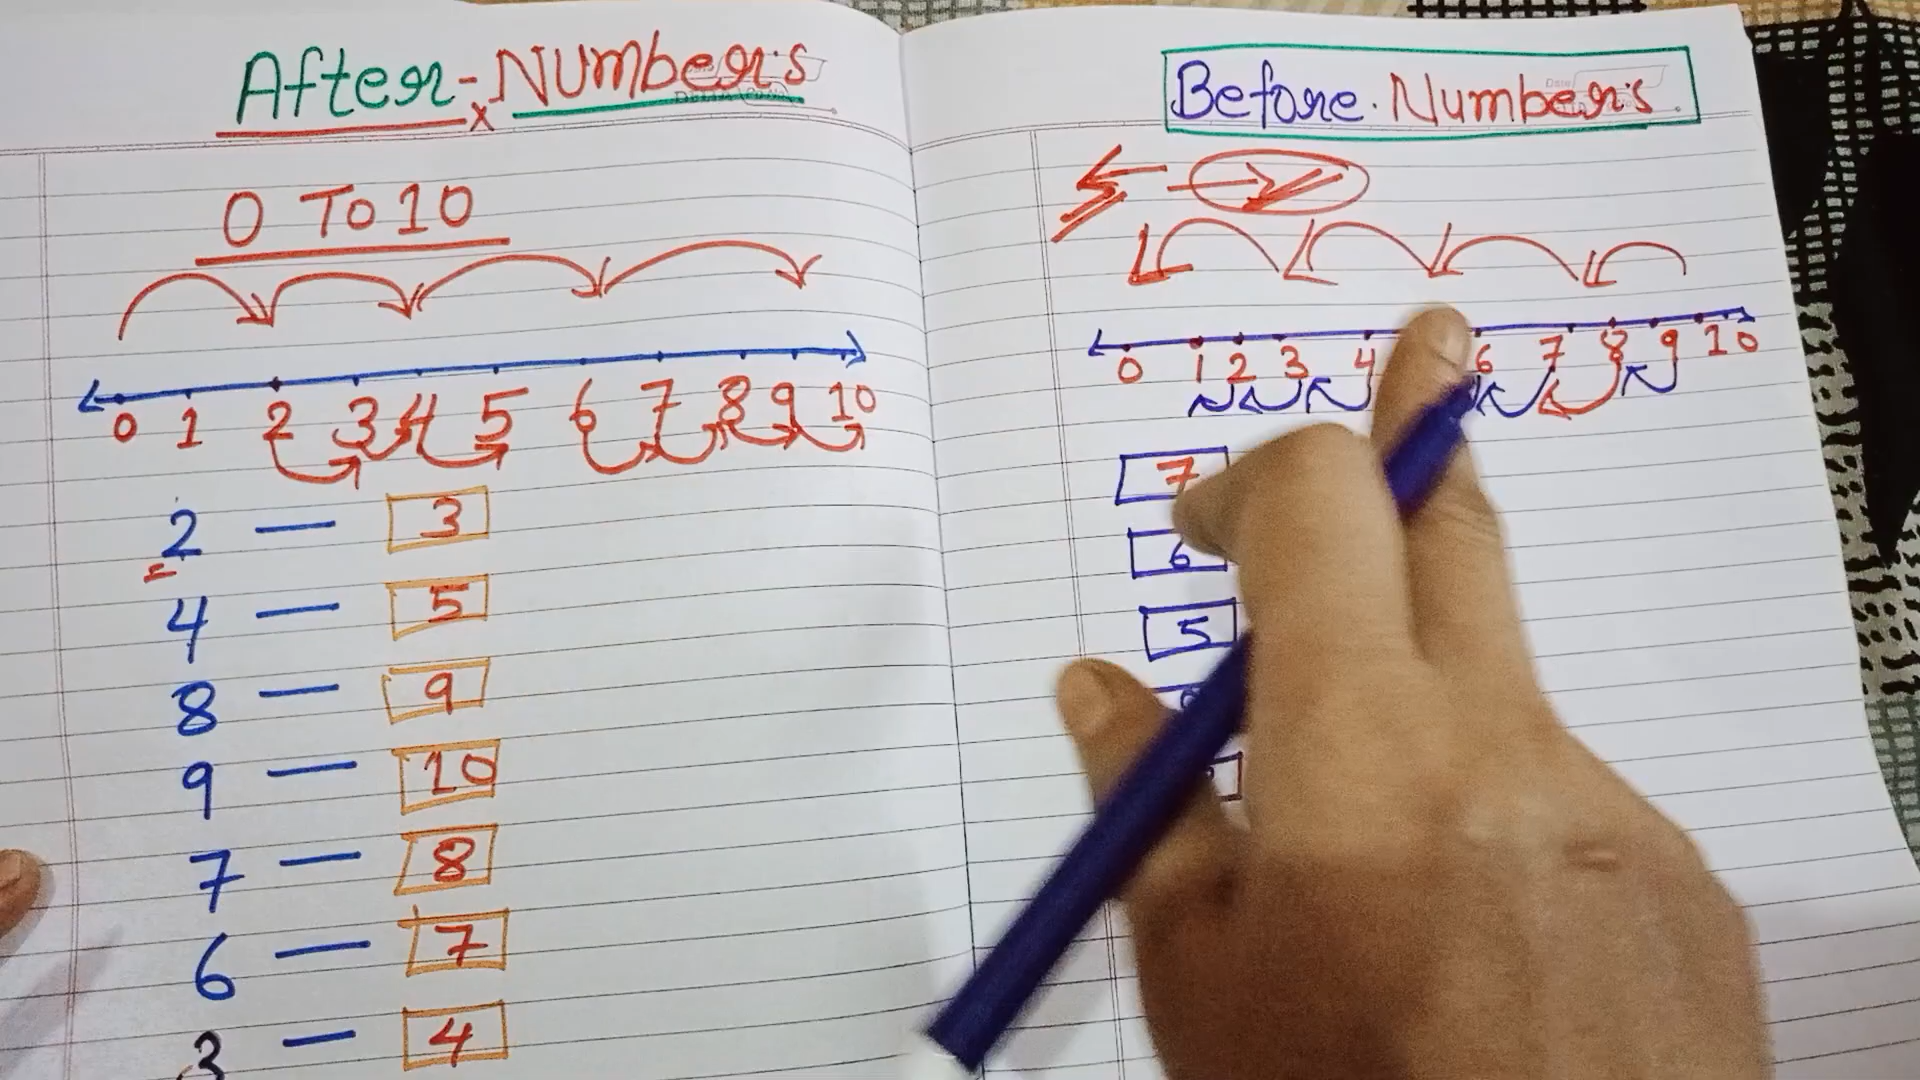 After-Numbers
0 To 10
0 1 2 3 4 5 6 7 8 9 10
2 — 3
4 — 5
8 — 9
9 — 10
7 — 8
6 — 7
3 — 4
Before Numbers
0 1 2 3 4 6 7 8 9 10
7
6
5